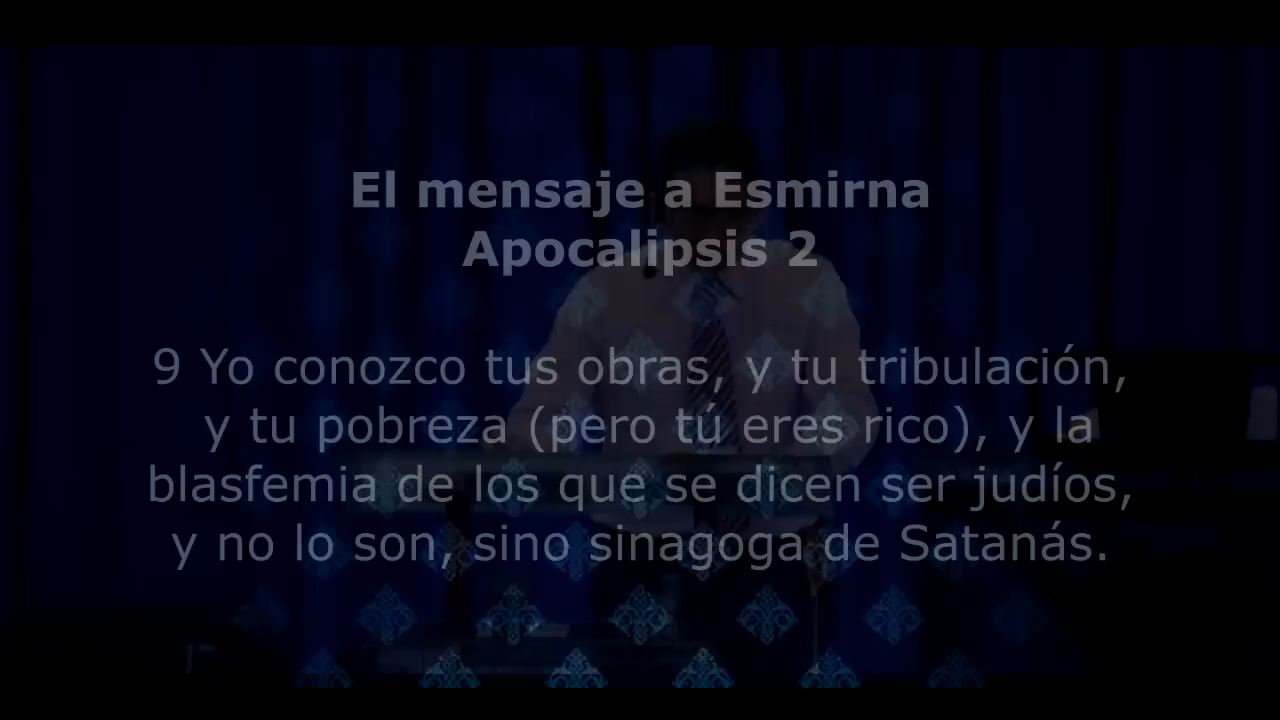 El mensaje a Esmirna
Apocalipsis 2
9 Yo conozco tus obras, y tu tribulación,
y tu pobreza (pero tú eres rico), y la
blasfemia de los que se dicen ser judíos,
y no lo son, sino sinagoga de Satanás.